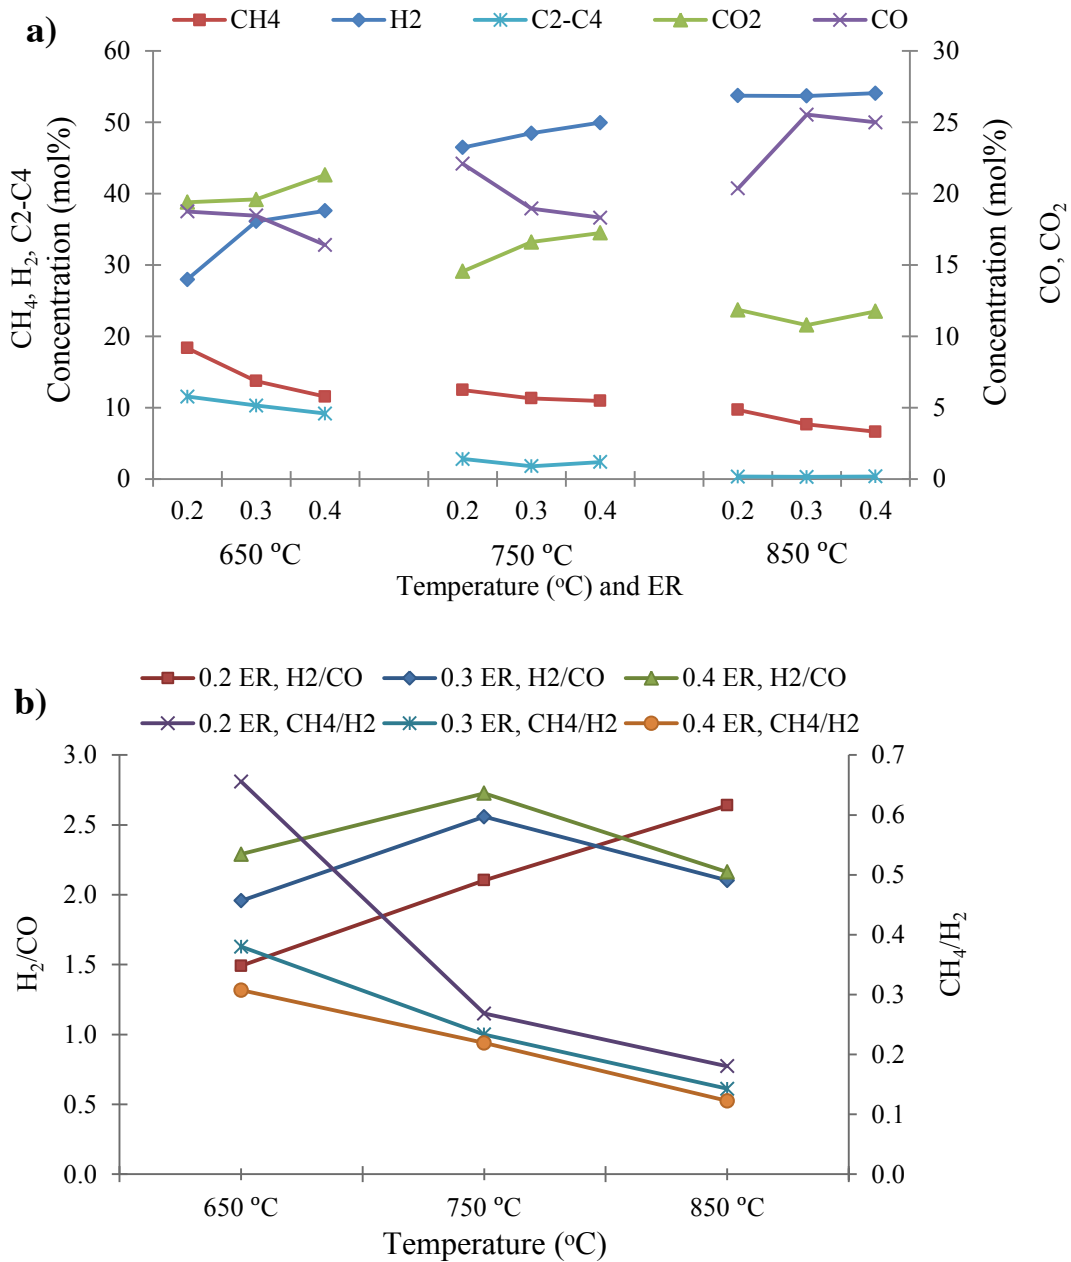 a)
CH4 H2 C2-C4 CO2 CO
60
50
40
30
20
10
0
30
25
20
15
10
5
0
CH₄, H₂, C2-C4
Concentration (mol%)
Concentration (mol%)
CO, CO₂
0.2 0.3 0.4 0.2 0.3 0.4 0.2 0.3 0.4
650 ºC 750 ºC 850 ºC
Temperature (ºC) and ER
b)
0.2 ER, H2/CO 0.3 ER, H2/CO 0.4 ER, H2/CO
0.2 ER, CH4/H2 0.3 ER, CH4/H2 0.4 ER, CH4/H2
3.0
2.5
2.0
1.5
1.0
0.5
0.0
0.7
0.6
0.5
0.4
0.3
0.2
0.1
0.0
H₂/CO
CH₄/H₂
650 ºC 750 ºC 850 ºC
Temperature (ºC)